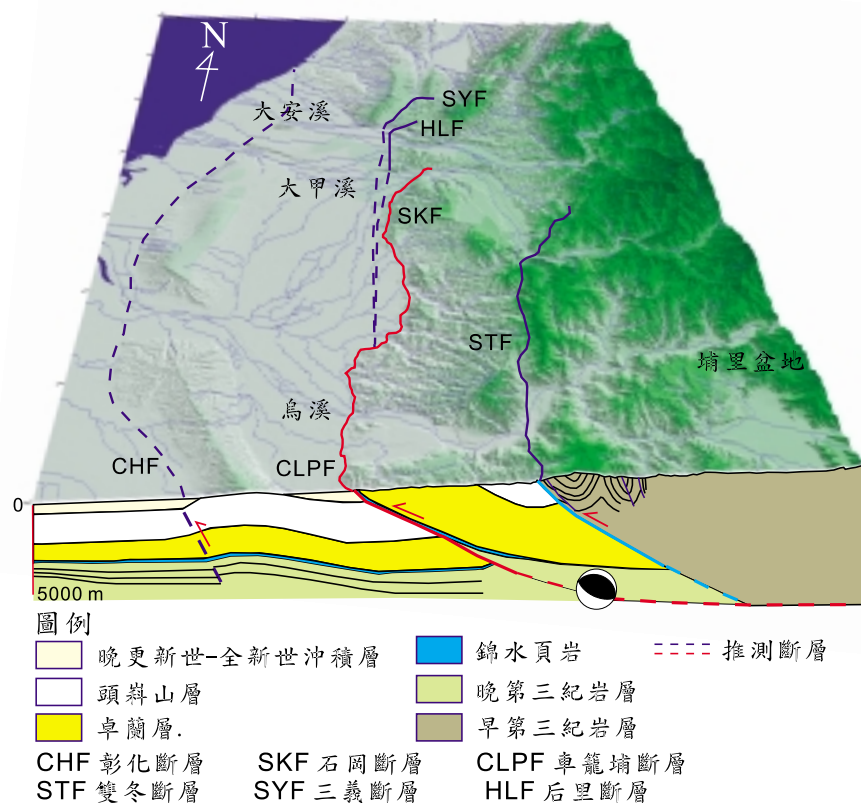 N
大安溪
SYF
HLF
大甲溪
SKF
STF
埔里盆地
烏溪
CHF
CLPF
0
5000 m
圖例
晚更新世-全新世沖積層
錦水頁岩
推測斷層
頭嵙山層
晚第三紀岩層
卓蘭層.
早第三紀岩層
CHF 彰化斷層 SKF 石岡斷層 CLPF 車籠埔斷層
STF 雙冬斷層 SYF 三義斷層 HLF 后里斷層